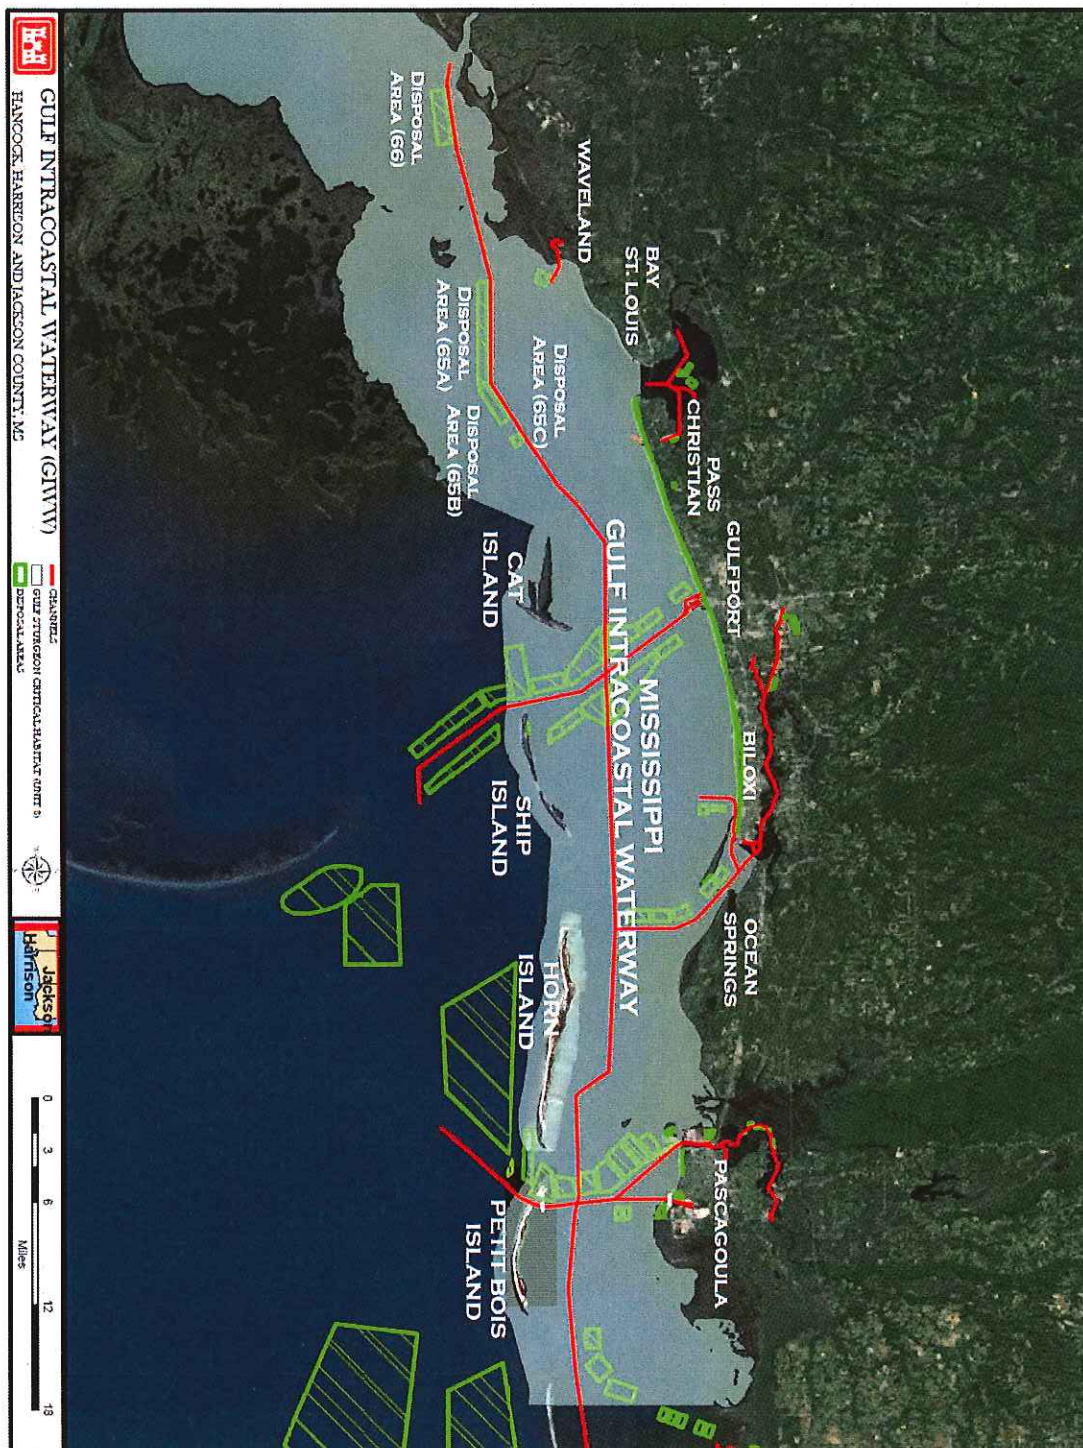 WAVELAND
BAY
ST. LOUIS
PASS
CHRISTIAN
GULFPORT
BILOXI
OCEAN
SPRINGS
PASCAGOULA
DISPOSAL
AREA (66)
DISPOSAL
AREA (65C)
DISPOSAL
AREA (65A)
DISPOSAL
AREA (65B)
MISSISSIPPI
GULF INTRACOASTAL WATERWAY
CAT
ISLAND
SHIP
ISLAND
HORN
ISLAND
PETIT BOIS
ISLAND
GULF INTRACOASTAL WATERWAY (GIWW)
HANCOCK, HARRISON AND JACKSON COUNTY, MS
CHANNELS
GULF STURGEON CRITICAL HABITAT (UNIT 8)
DISPOSAL AREAS
Jackson
Harrison
0 3 6 12 18
Miles